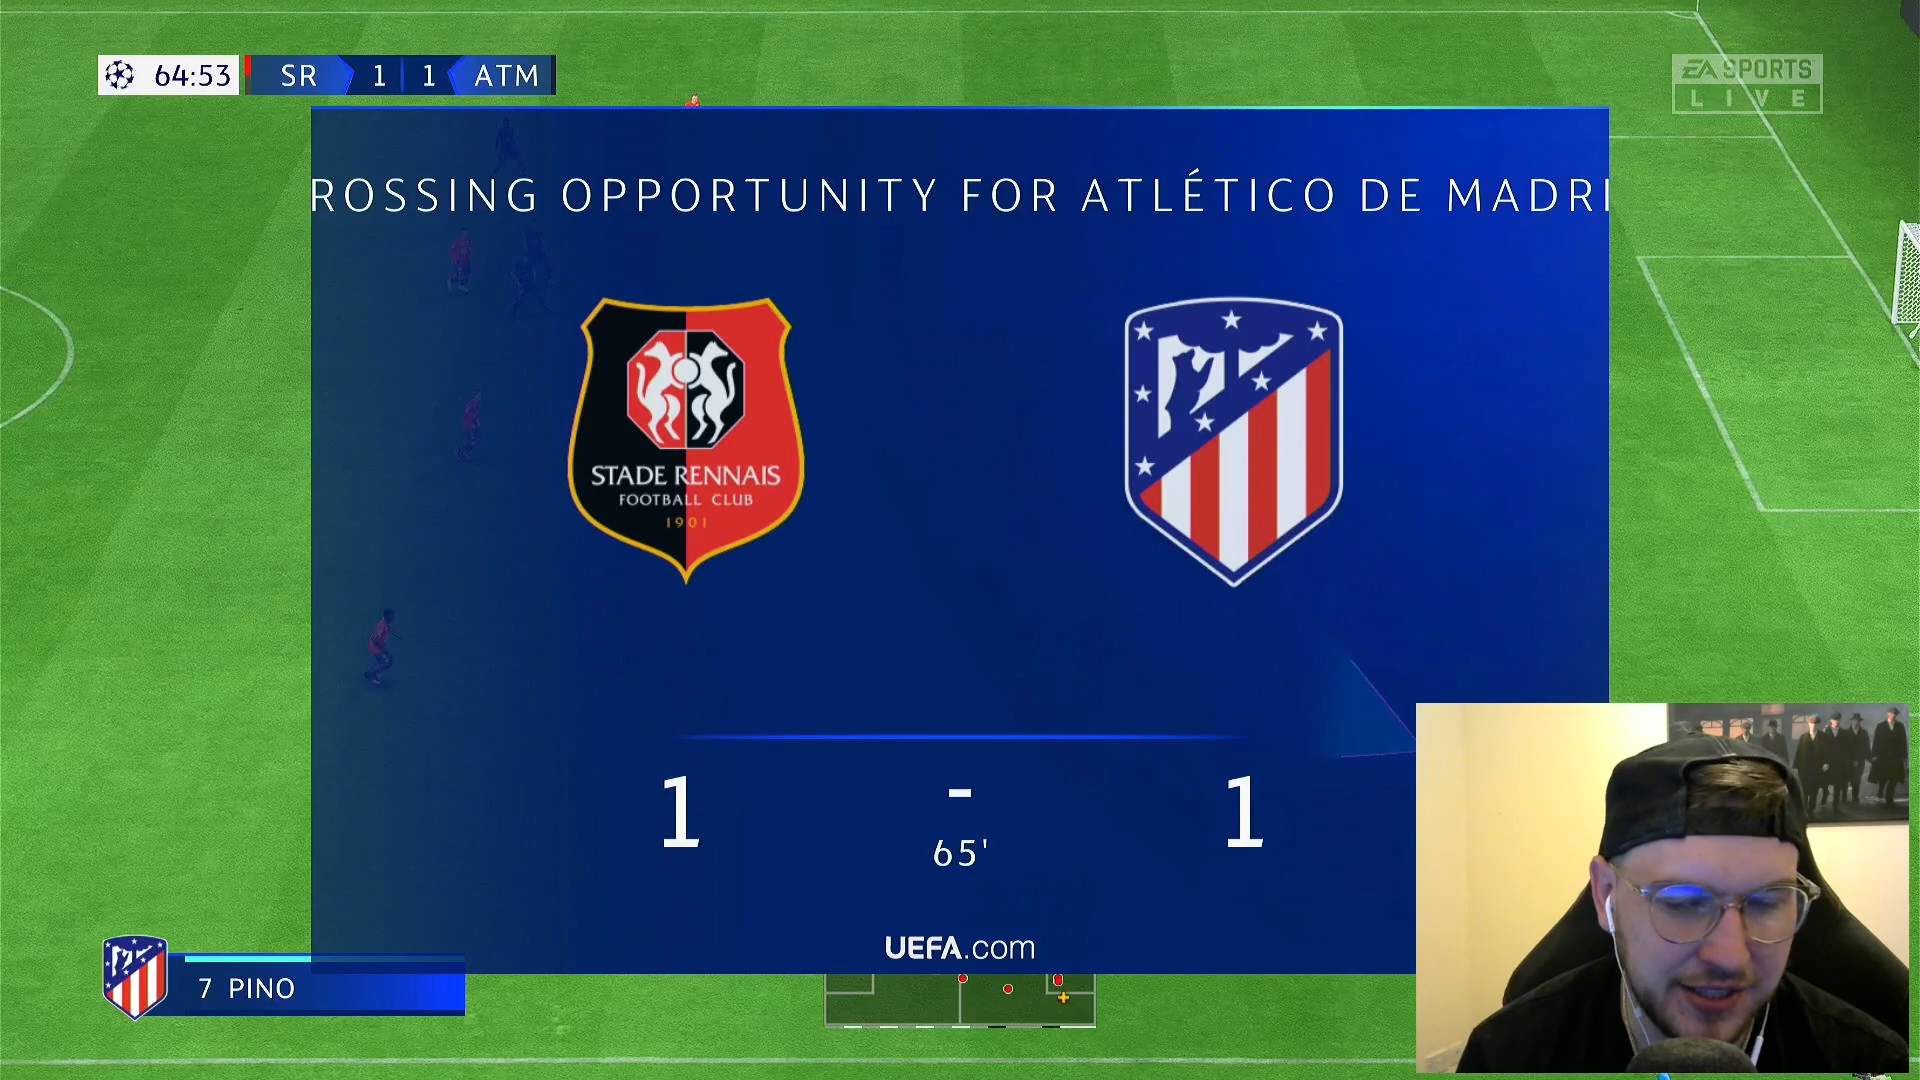 64:53 SR 1 1 ATM
EA SPORTS
LIVE
ROSSING OPPORTUNITY FOR ATLÉTICO DE MADRI
STADE RENNAIS
FOOTBALL CLUB
1901
1 - 1
65'
UEFA.com
7 PINO